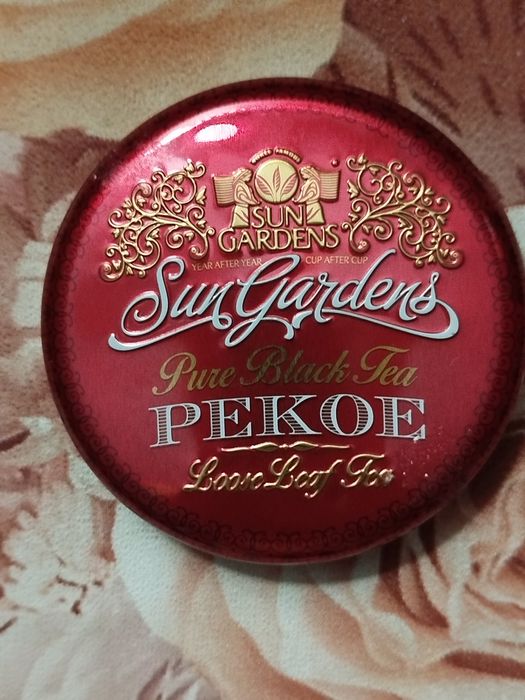 SUN
GARDENS
YEAR AFTER YEAR CUP AFTER CUP
Sun Gardens
Pure Black Tea
PEKOE
Loose Leaf Tea